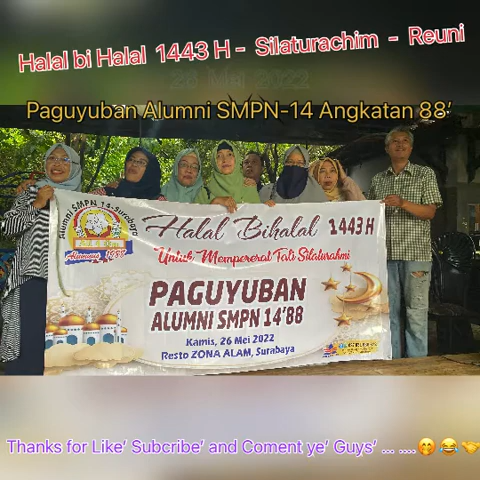 Halal bi Halal 1443 H - Silaturachim - Reuni
26 Mei 2022
Paguyuban Alumni SMPN-14 Angkatan 88'
Alumni SMPN 14-Surabaya
Halal Bihalal 1443 H
Untuk Mempererat Tali Silaturahmi
PAGUYUBAN
ALUMNI SMPN 14'88
Kamis, 26 Mei 2022
Resto ZONA ALAM, Surabaya
Thanks for Like' Subcribe' and Coment ye' Guys' ... ....🤭😂🤝